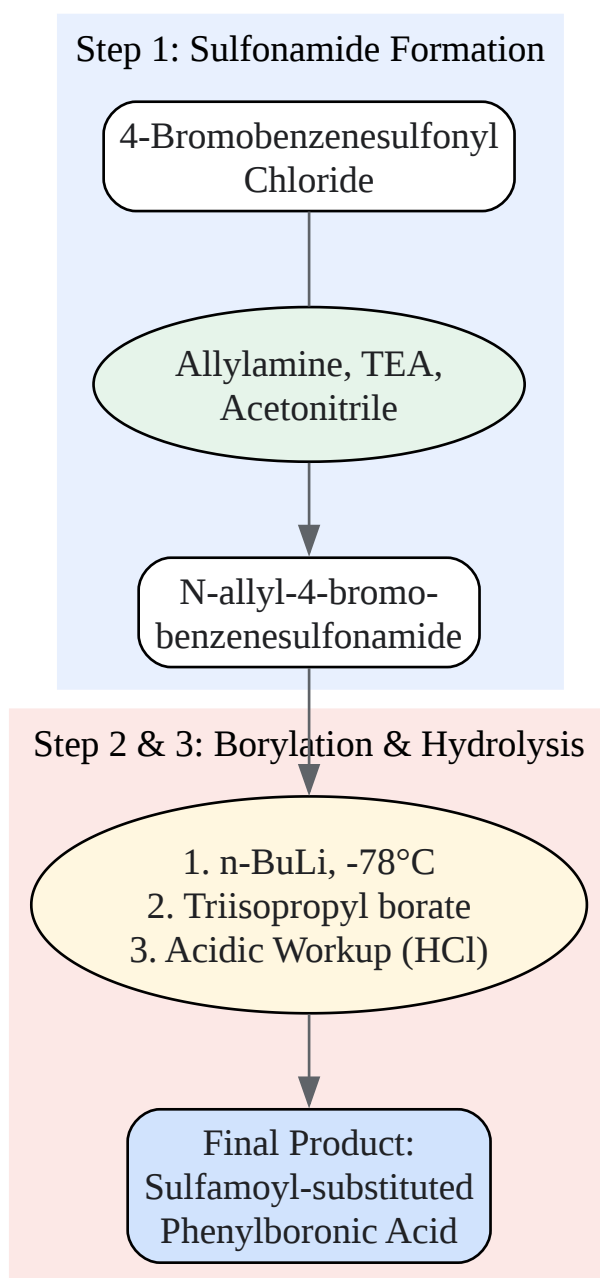 Step 1: Sulfonamide Formation
4-Bromobenzenesulfonyl
Chloride
Allylamine, TEA,
Acetonitrile
N-allyl-4-bromo-
benzenesulfonamide
Step 2 & 3: Borylation & Hydrolysis
1. n-BuLi, -78°C
2. Triisopropyl borate
3. Acidic Workup (HCl)
Final Product:
Sulfamoyl-substituted
Phenylboronic Acid